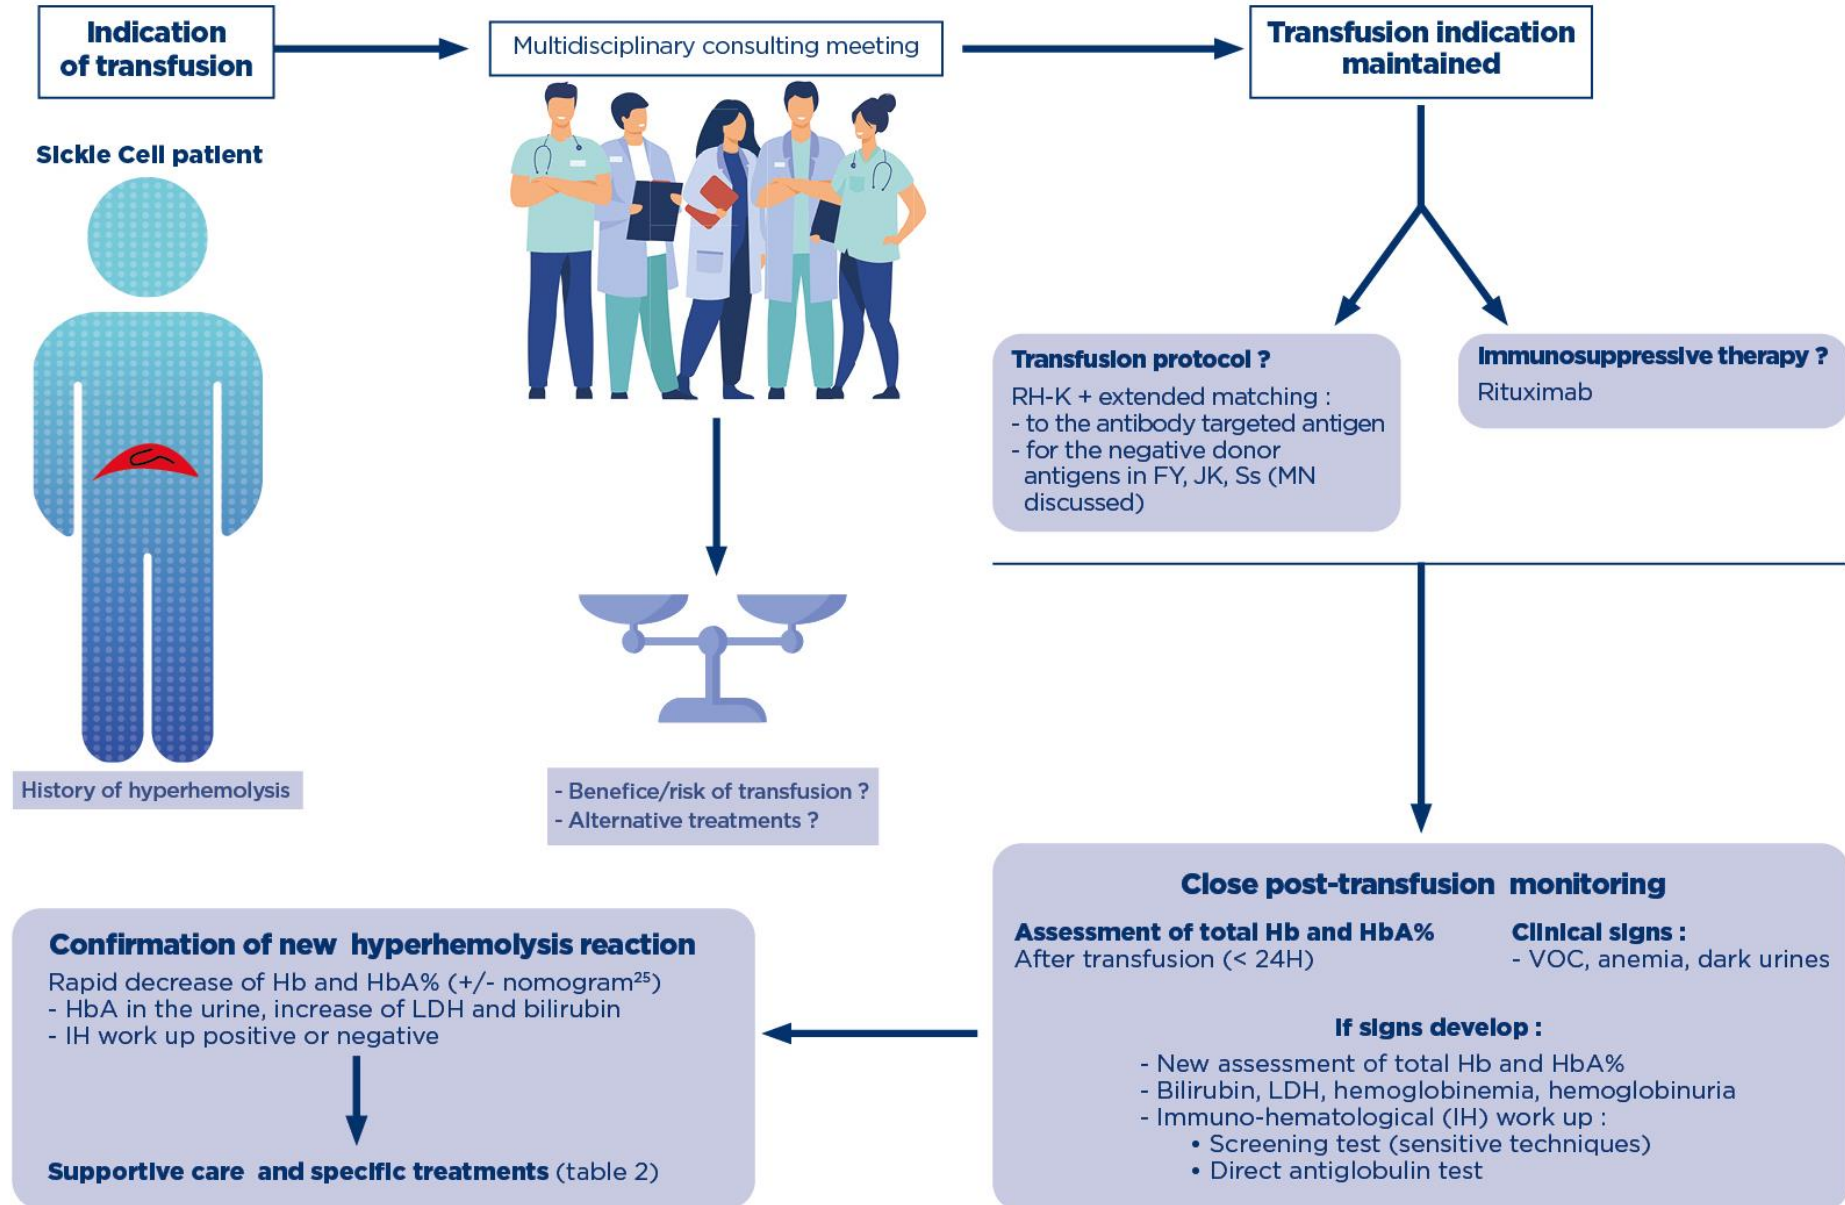 Indication
of transfusion
Multidisciplinary consulting meeting
Transfusion indication
maintained
Sickle Cell patient
History of hyperhemolysis
- Benefice/risk of transfusion ?
- Alternative treatments ?
Transfusion protocol ?
RH-K + extended matching :
- to the antibody targeted antigen
- for the negative donor
antigens in FY, JK, Ss (MN
discussed)
Immunosuppressive therapy ?
Rituximab
Close post-transfusion monitoring
Assessment of total Hb and HbA%
After transfusion (< 24H)
Clinical signs :
- VOC, anemia, dark urines
If signs develop :
- New assessment of total Hb and HbA%
- Bilirubin, LDH, hemoglobinemia, hemoglobinuria
- Immuno-hematological (IH) work up :
• Screening test (sensitive techniques)
• Direct antiglobulin test
Confirmation of new hyperhemolysis reaction
Rapid decrease of Hb and HbA% (+/- nomogram²⁵)
- HbA in the urine, increase of LDH and bilirubin
- IH work up positive or negative
Supportive care and specific treatments (table 2)